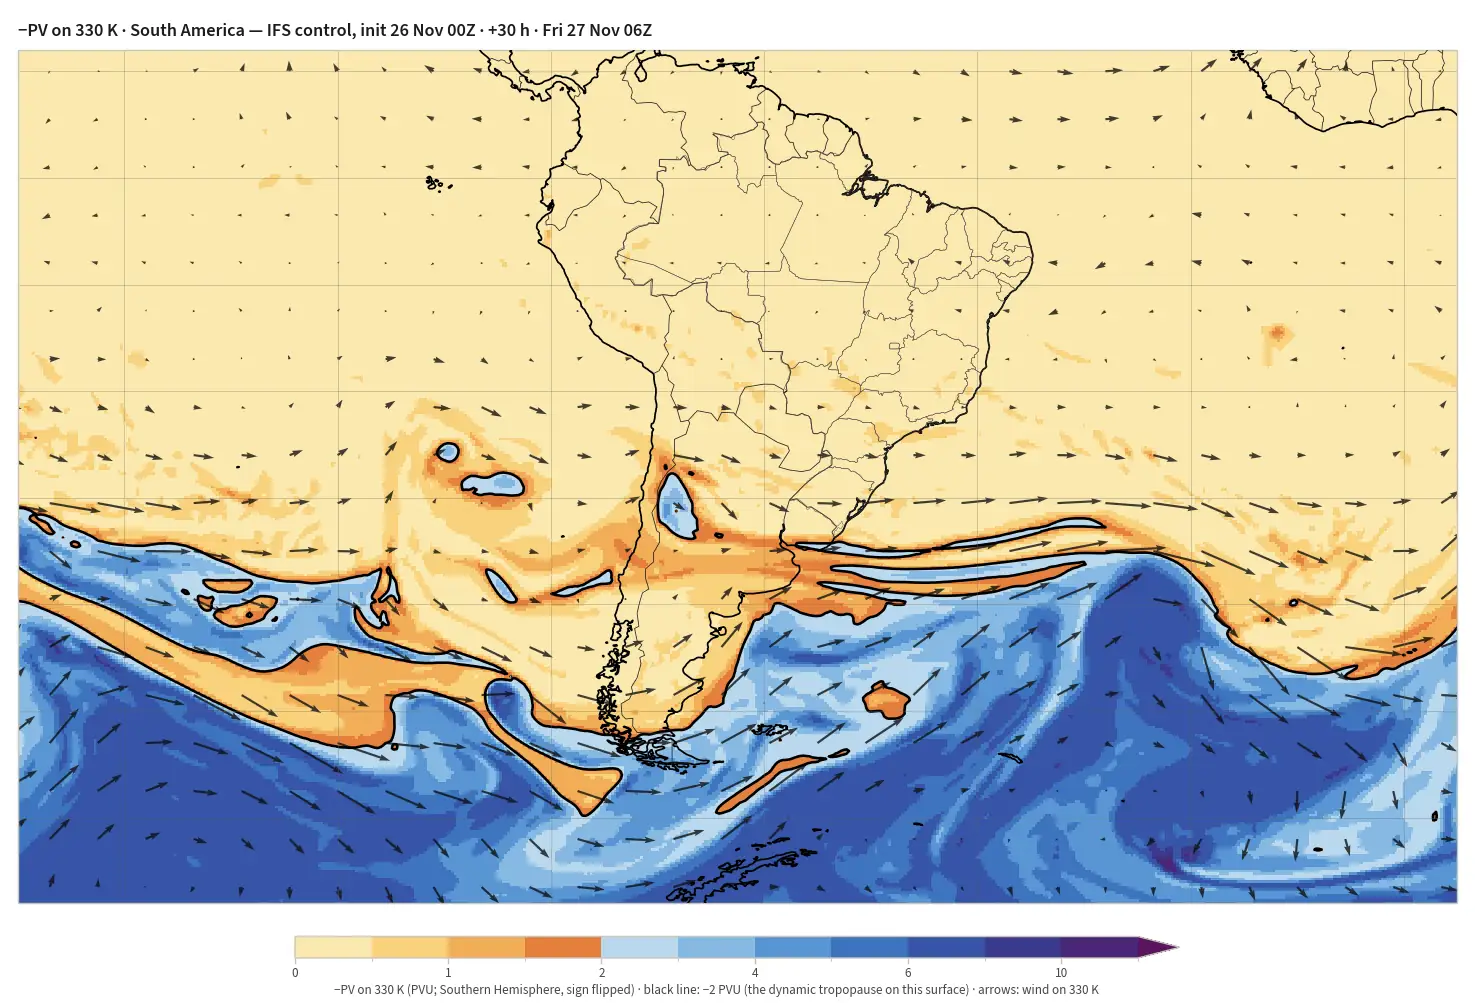 −PV on 330 K · South America — IFS control, init 26 Nov 00Z · +30 h · Fri 27 Nov 06Z
0 1 2 4 6 10
−PV on 330 K (PVU; Southern Hemisphere, sign flipped) · black line: −2 PVU (the dynamic tropopause on this surface) · arrows: wind on 330 K